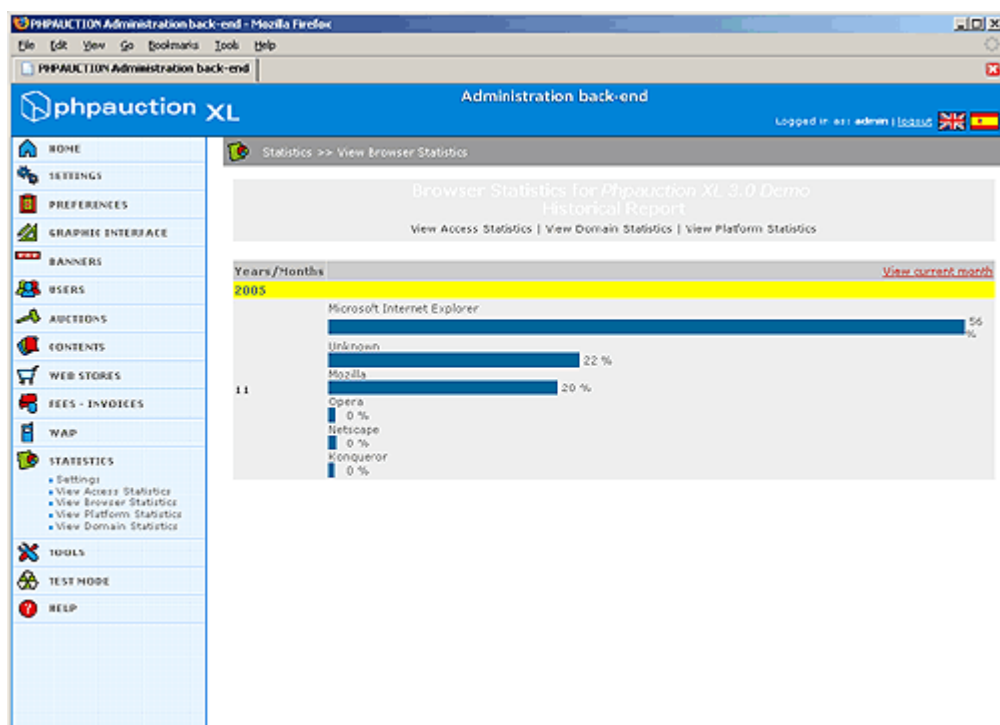 PHPAUCTION Administration back-end - Mozilla Firefox
File Edit View Go Bookmarks Tools Help
PHPAUCTION Administration back-end
phpauction XL
Administration back-end
Logged in as: admin | logout
HOME
SETTINGS
PREFERENCES
GRAPHIC INTERFACE
BANNERS
USERS
AUCTIONS
CONTENTS
WEB STORES
FEES - INVOICES
WAP
STATISTICS
Settings
View Access Statistics
View Browser Statistics
View Platform Statistics
View Domain Statistics
TOOLS
TEST MODE
HELP
Statistics >> View Browser Statistics
Browser Statistics for Phpauction XL 3.0 Demo
Historical Report
View Access Statistics | View Domain Statistics | View Platform Statistics
Years/Months View current month
2005
11
Microsoft Internet Explorer
56 %
Unknown
22 %
Mozilla
20 %
Opera
0 %
Netscape
0 %
Konqueror
0 %